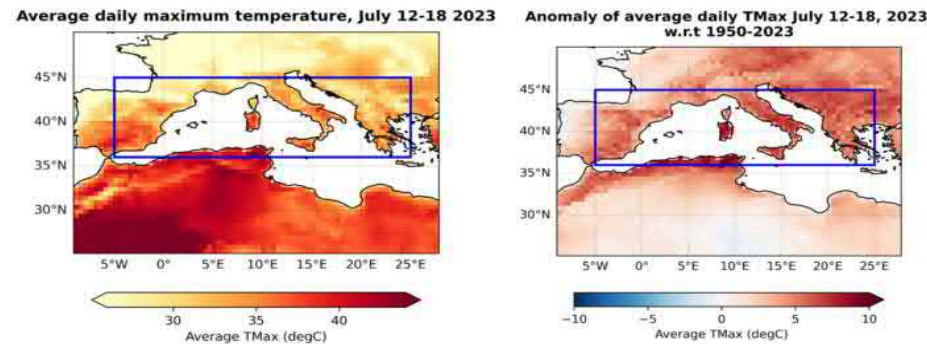 Average daily maximum temperature, July 12-18 2023
45°N
40°N
35°N
30°N
5°W 0° 5°E 10°E 15°E 20°E 25°E
30 35 40
Average TMax (degC)
Anomaly of average daily TMax July 12-18, 2023
w.r.t 1950-2023
45°N
40°N
35°N
30°N
5°W 0° 5°E 10°E 15°E 20°E 25°E
−10 −5 0 5 10
Average TMax (degC)